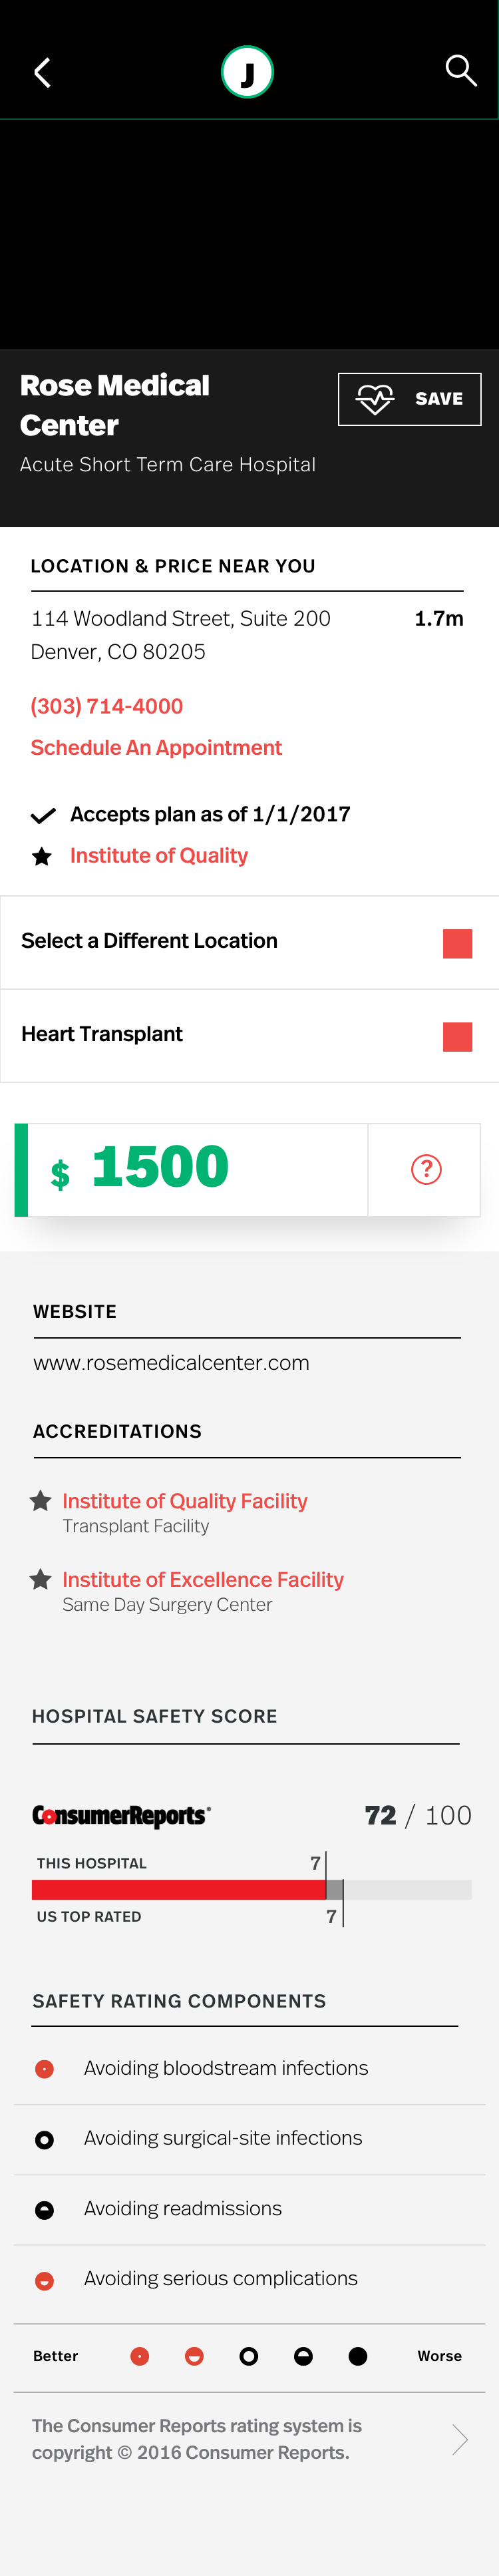 J
Rose Medical
Center
SAVE
Acute Short Term Care Hospital
LOCATION & PRICE NEAR YOU
114 Woodland Street, Suite 200
1.7m
Denver, CO 80205
(303) 714-4000
Schedule An Appointment
Accepts plan as of 1/1/2017
Institute of Quality
Select a Different Location
Heart Transplant
$ 1500
?
WEBSITE
www.rosemedicalcenter.com
ACCREDITATIONS
Institute of Quality Facility
Transplant Facility
Institute of Excellence Facility
Same Day Surgery Center
HOSPITAL SAFETY SCORE
ConsumerReports®
72 / 100
THIS HOSPITAL
7
US TOP RATED
7
SAFETY RATING COMPONENTS
Avoiding bloodstream infections
Avoiding surgical-site infections
Avoiding readmissions
Avoiding serious complications
Better
Worse
The Consumer Reports rating system is
copyright © 2016 Consumer Reports.